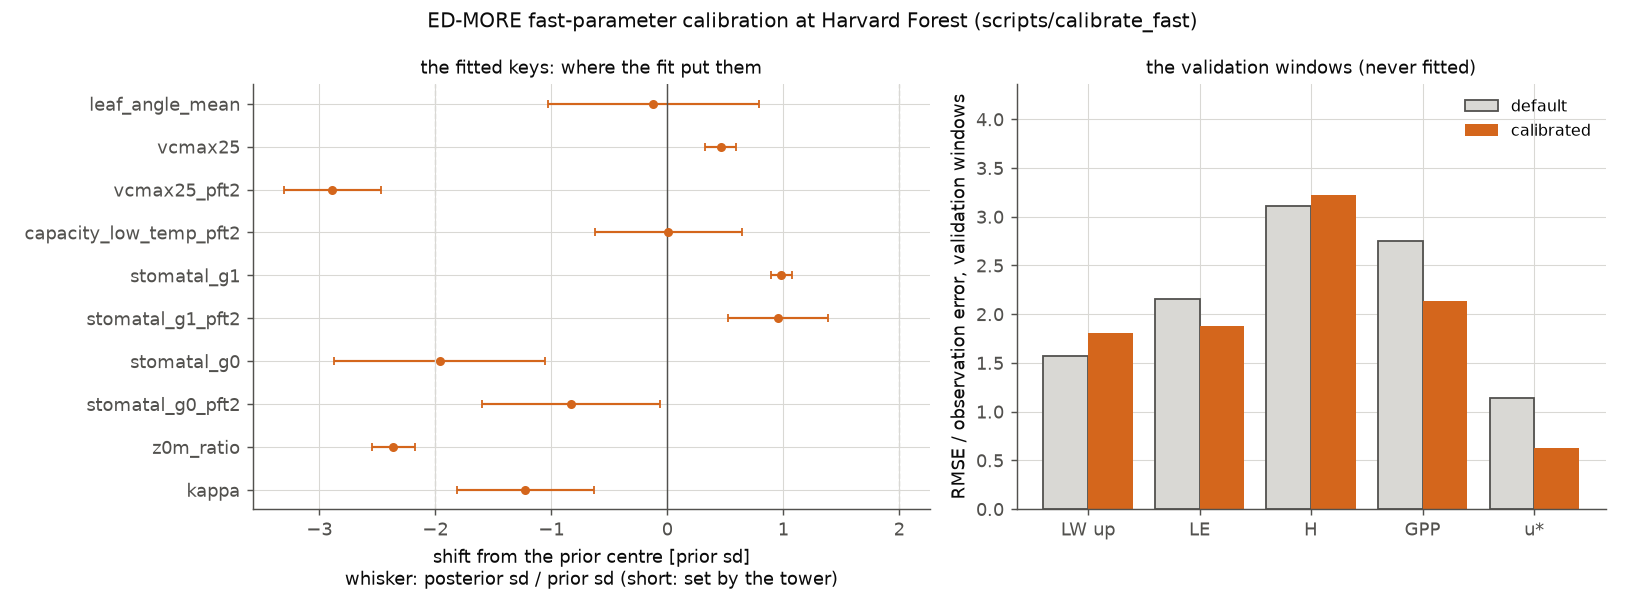 ED-MORE fast-parameter calibration at Harvard Forest (scripts/calibrate_fast)
the fitted keys: where the fit put them
leaf_angle_mean
vcmax25
vcmax25_pft2
capacity_low_temp_pft2
stomatal_g1
stomatal_g1_pft2
stomatal_g0
stomatal_g0_pft2
z0m_ratio
kappa
−3
−2
−1
0
1
2
shift from the prior centre [prior sd]
whisker: posterior sd / prior sd (short: set by the tower)
the validation windows (never fitted)
RMSE / observation error, validation windows
4.0
3.5
3.0
2.5
2.0
1.5
1.0
0.5
0.0
default
calibrated
LW up
LE
H
GPP
u*